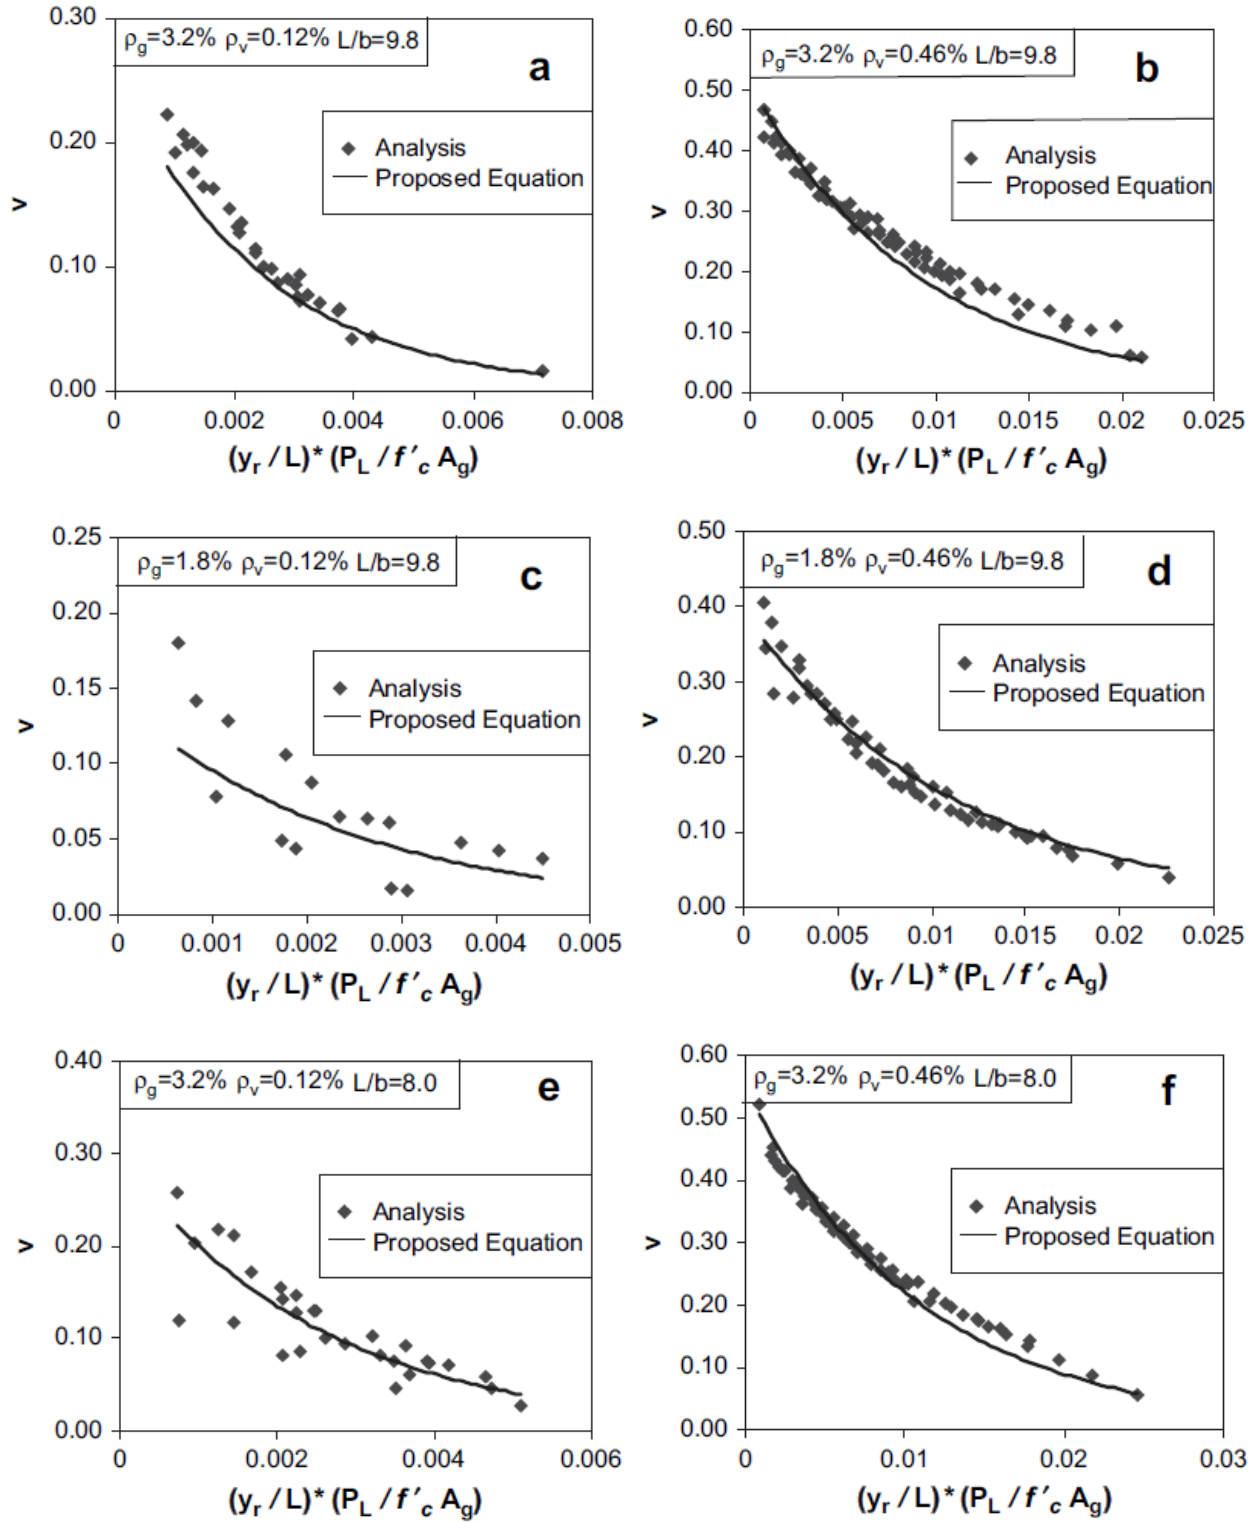 0.30
ρg=3.2% ρv=0.12% L/b=9.8
a
0.20
Analysis
Proposed Equation
v
0.10
0.00
0 0.002 0.004 0.006 0.008
(yr / L)* (PL / f'c Ag)
0.60
ρg=3.2% ρv=0.46% L/b=9.8
b
0.50
0.40
Analysis
Proposed Equation
0.30
v
0.20
0.10
0.00
0 0.005 0.01 0.015 0.02 0.025
(yr / L)* (PL / f'c Ag)
0.25
ρg=1.8% ρv=0.12% L/b=9.8
c
0.20
0.15
Analysis
Proposed Equation
v
0.10
0.05
0.00
0 0.001 0.002 0.003 0.004 0.005
(yr / L)* (PL / f'c Ag)
0.50
ρg=1.8% ρv=0.46% L/b=9.8
d
0.40
Analysis
Proposed Equation
0.30
v
0.20
0.10
0.00
0 0.005 0.01 0.015 0.02 0.025
(yr / L)* (PL / f'c Ag)
0.40
ρg=3.2% ρv=0.12% L/b=8.0
e
0.30
Analysis
Proposed Equation
v
0.20
0.10
0.00
0 0.002 0.004 0.006
(yr / L)* (PL / f'c Ag)
0.60
ρg=3.2% ρv=0.46% L/b=8.0
f
0.50
0.40
Analysis
Proposed Equation
0.30
v
0.20
0.10
0.00
0 0.01 0.02 0.03
(yr / L)* (PL / f'c Ag)